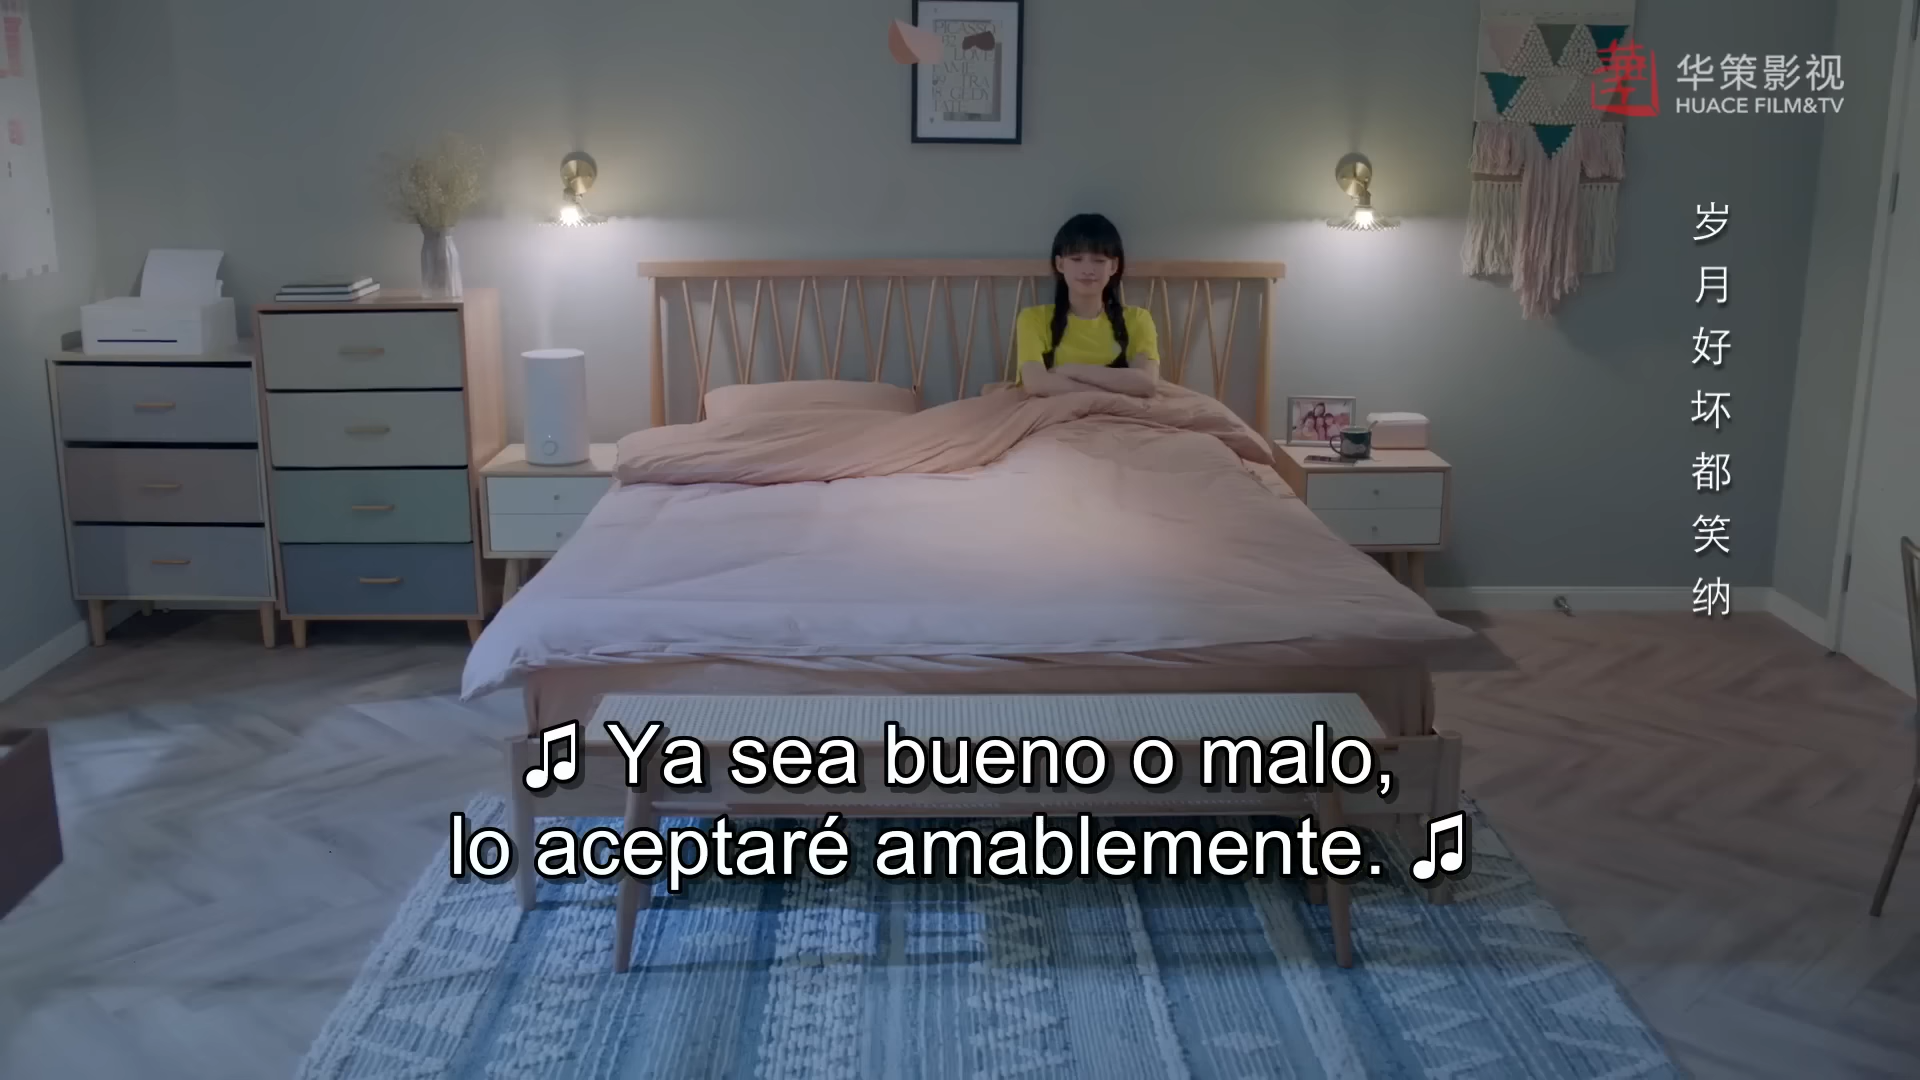 华策影视
HUACE FILM&TV
岁月好坏都笑纳
♫ Ya sea bueno o malo,
lo aceptaré amablemente. ♫